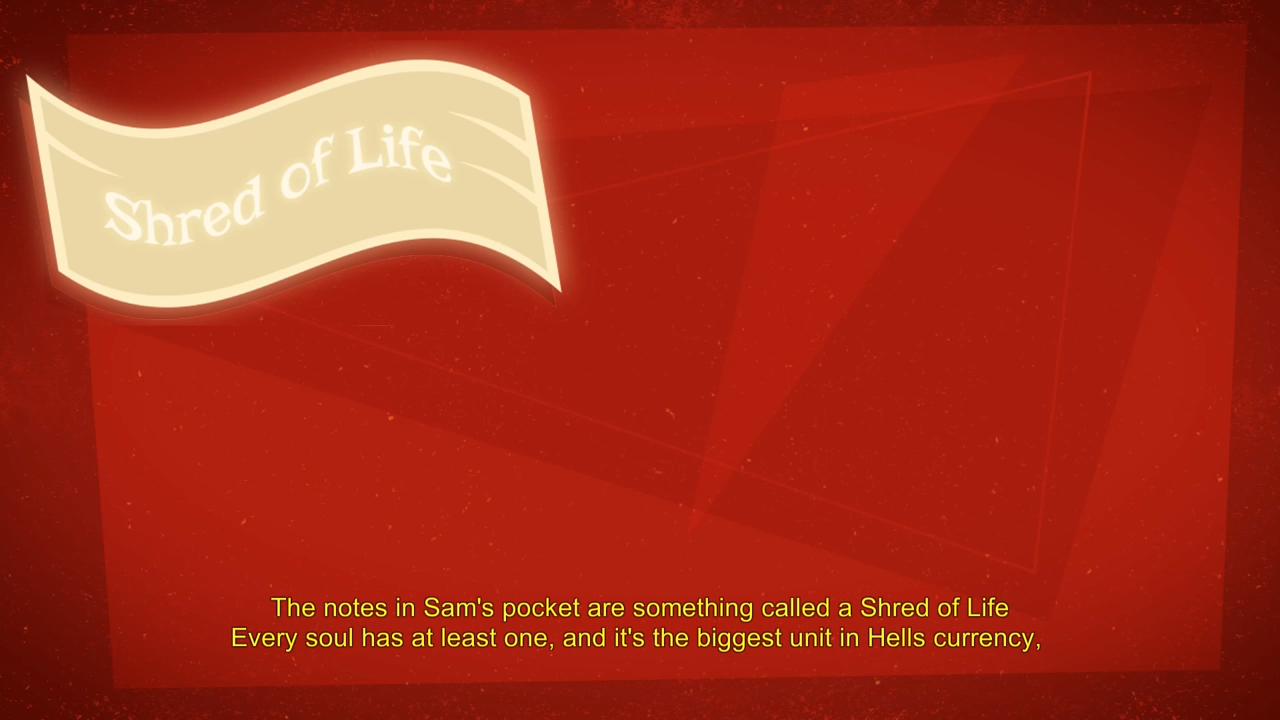 Shred of Life
The notes in Sam's pocket are something called a Shred of Life
Every soul has at least one, and it's the biggest unit in Hells currency,